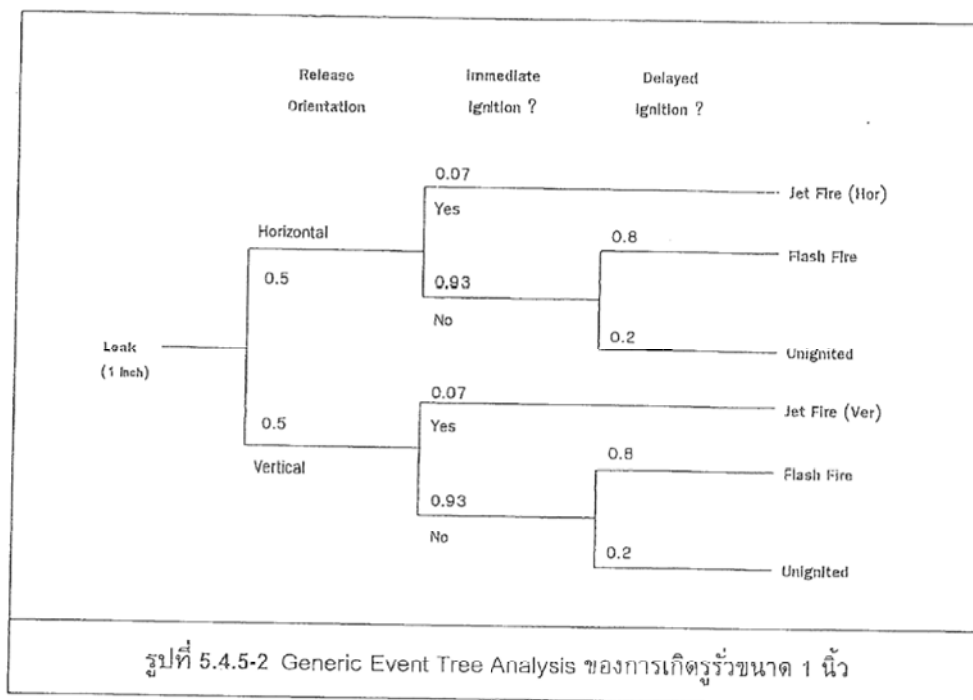 Release Immediate Delayed
Orientation Ignition ? Ignition ?
0.07
Jet Fire (Hor)
Yes
Horizontal
0.8
Flash Fire
0.5
0.93
No
0.2
Unignited
Leak
(1 Inch)
0.07
Jet Fire (Ver)
0.5
Yes
Vertical
0.8
Flash Fire
0.93
No
0.2
Unignited
รูปที่ 5.4.5-2 Generic Event Tree Analysis ของการเกิดรูรั่วขนาด 1 นิ้ว